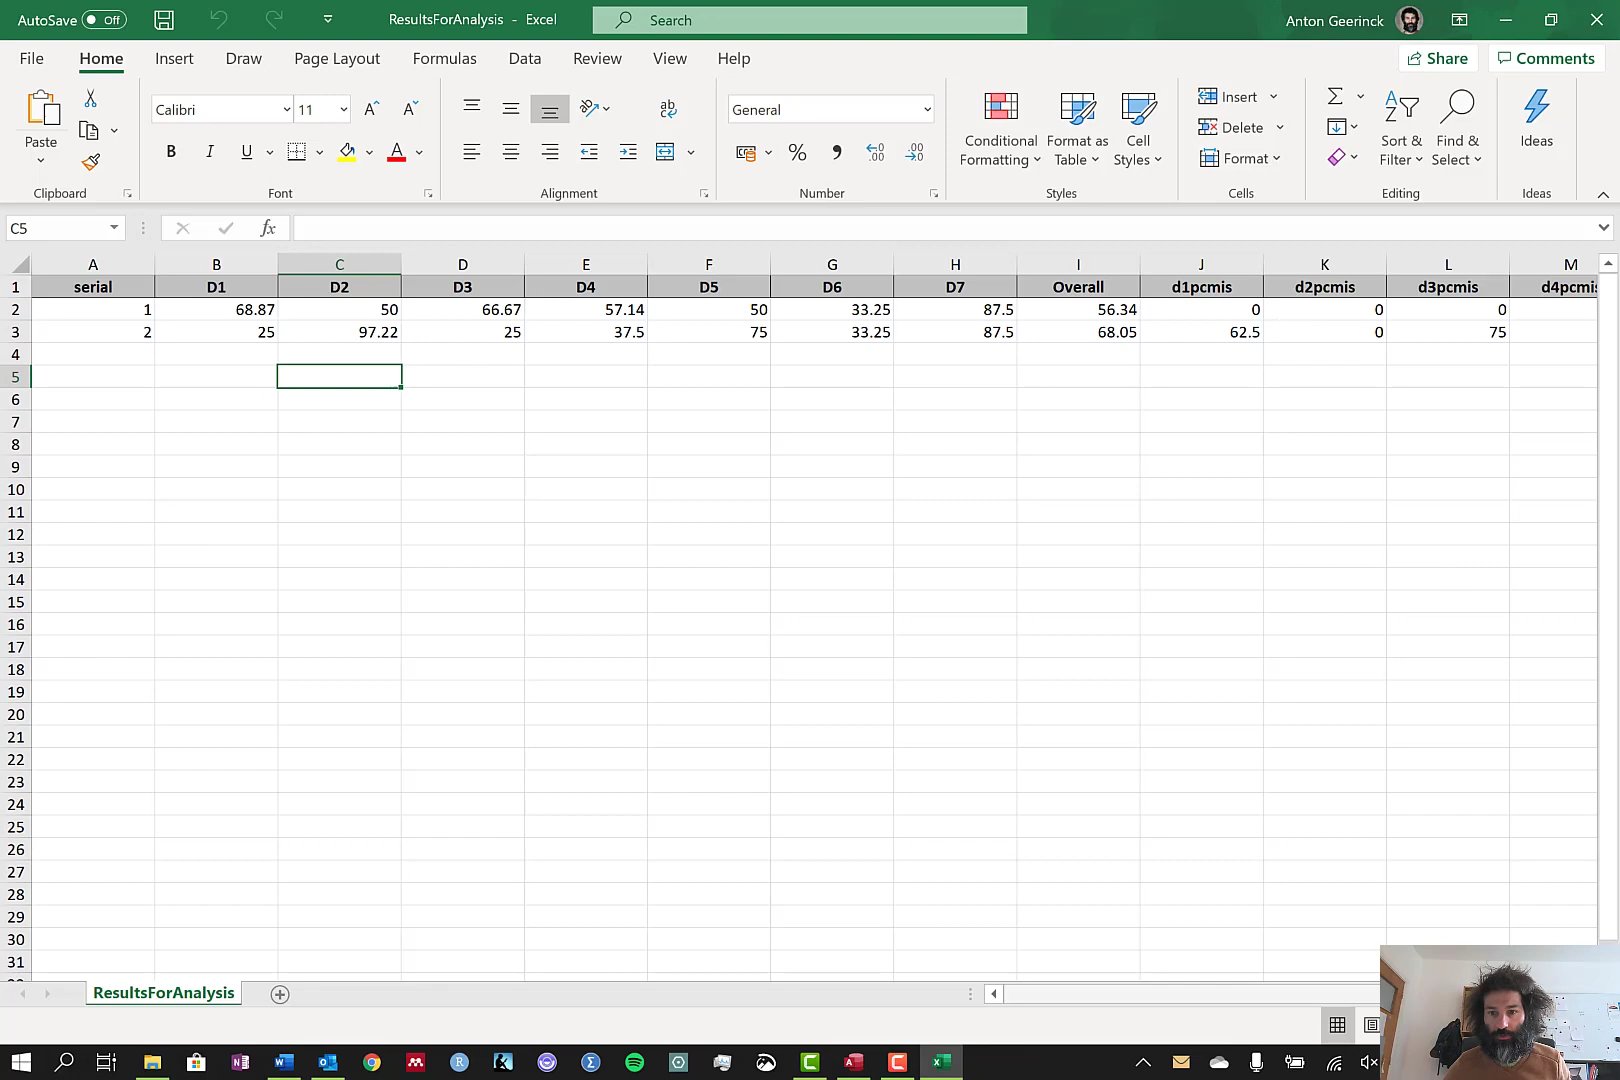 AutoSave Off ResultsForAnalysis - Excel Search Anton Geerinck
File Home Insert Draw Page Layout Formulas Data Review View Help Share Comments
Paste Calibri 11 General Conditional Formatting Format as Table Cell Styles Insert Delete Format Sort & Filter Find & Select Ideas
Clipboard Font Alignment Number Styles Cells Editing Ideas
C5 fx
A B C D E F G H I J K L M
1 serial D1 D2 D3 D4 D5 D6 D7 Overall d1pcmis d2pcmis d3pcmis d4pcmis
2 1 68.87 50 66.67 57.14 50 33.25 87.5 56.34 0 0 0
3 2 25 97.22 25 37.5 75 33.25 87.5 68.05 62.5 0 75
4
5
6
7
8
9
10
11
12
13
14
15
16
17
18
19
20
21
22
23
24
25
26
27
28
29
30
31
ResultsForAnalysis